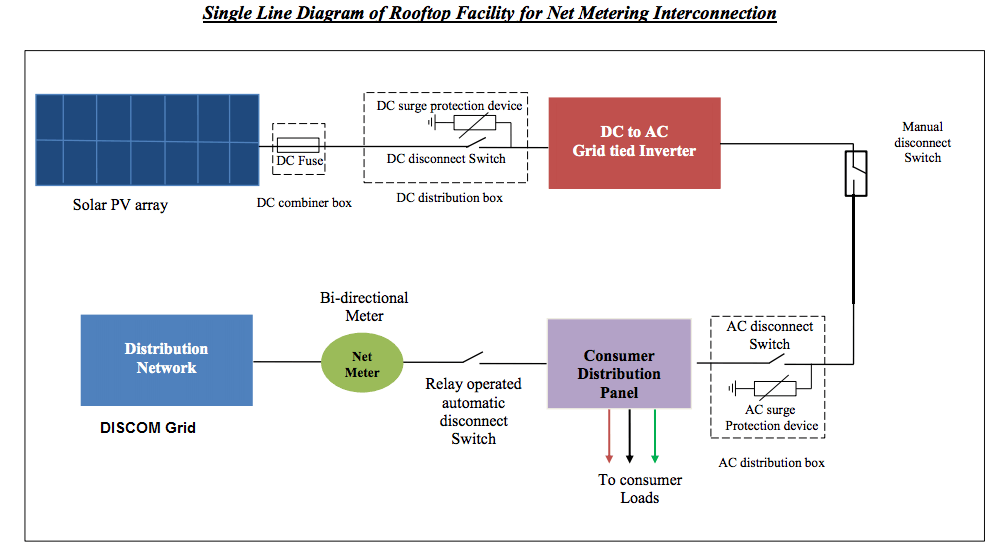 Single Line Diagram of Rooftop Facility for Net Metering Interconnection
DC surge protection device
DC to AC
Grid tied Inverter
Manual
disconnect
Switch
DC Fuse
DC disconnect Switch
Solar PV array
DC combiner box
DC distribution box
Bi-directional
Meter
AC disconnect
Switch
Distribution
Network
Net
Meter
Consumer
Distribution
Panel
Relay operated
automatic
disconnect
Switch
AC surge
Protection device
DISCOM Grid
AC distribution box
To consumer
Loads